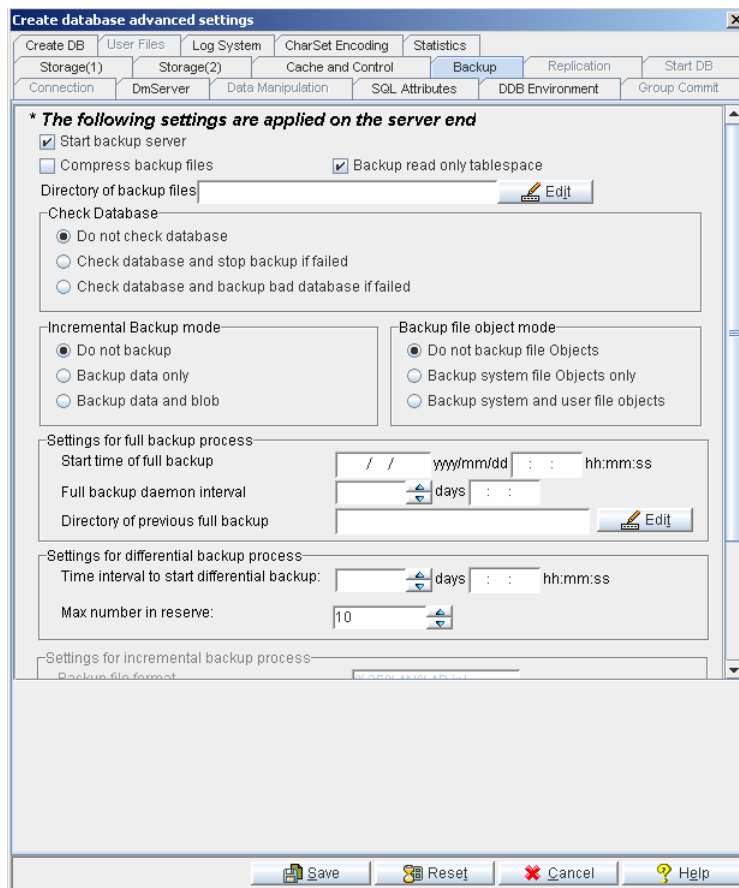 Create database advanced settings
Create DB User Files Log System CharSet Encoding Statistics
Storage(1) Storage(2) Cache and Control Backup Replication Start DB
Connection DmServer Data Manipulation SQL Attributes DDB Environment Group Commit
* The following settings are applied on the server end
Start backup server
Compress backup files Backup read only tablespace
Directory of backup files Edit
Check Database
Do not check database
Check database and stop backup if failed
Check database and backup bad database if failed
Incremental Backup mode
Do not backup
Backup data only
Backup data and blob
Backup file object mode
Do not backup file Objects
Backup system file Objects only
Backup system and user file objects
Settings for full backup process
Start time of full backup / / yyyy/mm/dd : : hh:mm:ss
Full backup daemon interval days : :
Directory of previous full backup Edit
Settings for differential backup process
Time interval to start differential backup: days : : hh:mm:ss
Max number in reserve: 10
Settings for incremental backup process
Backup file format
Save Reset Cancel Help